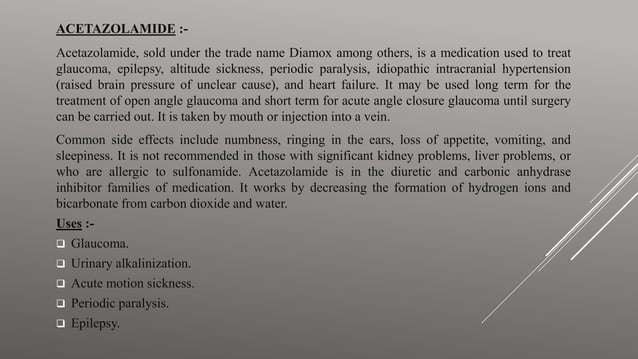 ACETAZOLAMIDE :-
Acetazolamide, sold under the trade name Diamox among others, is a medication used to treat
glaucoma, epilepsy, altitude sickness, periodic paralysis, idiopathic intracranial hypertension
(raised brain pressure of unclear cause), and heart failure. It may be used long term for the
treatment of open angle glaucoma and short term for acute angle closure glaucoma until surgery
can be carried out. It is taken by mouth or injection into a vein.
Common side effects include numbness, ringing in the ears, loss of appetite, vomiting, and
sleepiness. It is not recommended in those with significant kidney problems, liver problems, or
who are allergic to sulfonamide. Acetazolamide is in the diuretic and carbonic anhydrase
inhibitor families of medication. It works by decreasing the formation of hydrogen ions and
bicarbonate from carbon dioxide and water.
Uses :-
❑ Glaucoma.
❑ Urinary alkalinization.
❑ Acute motion sickness.
❑ Periodic paralysis.
❑ Epilepsy.